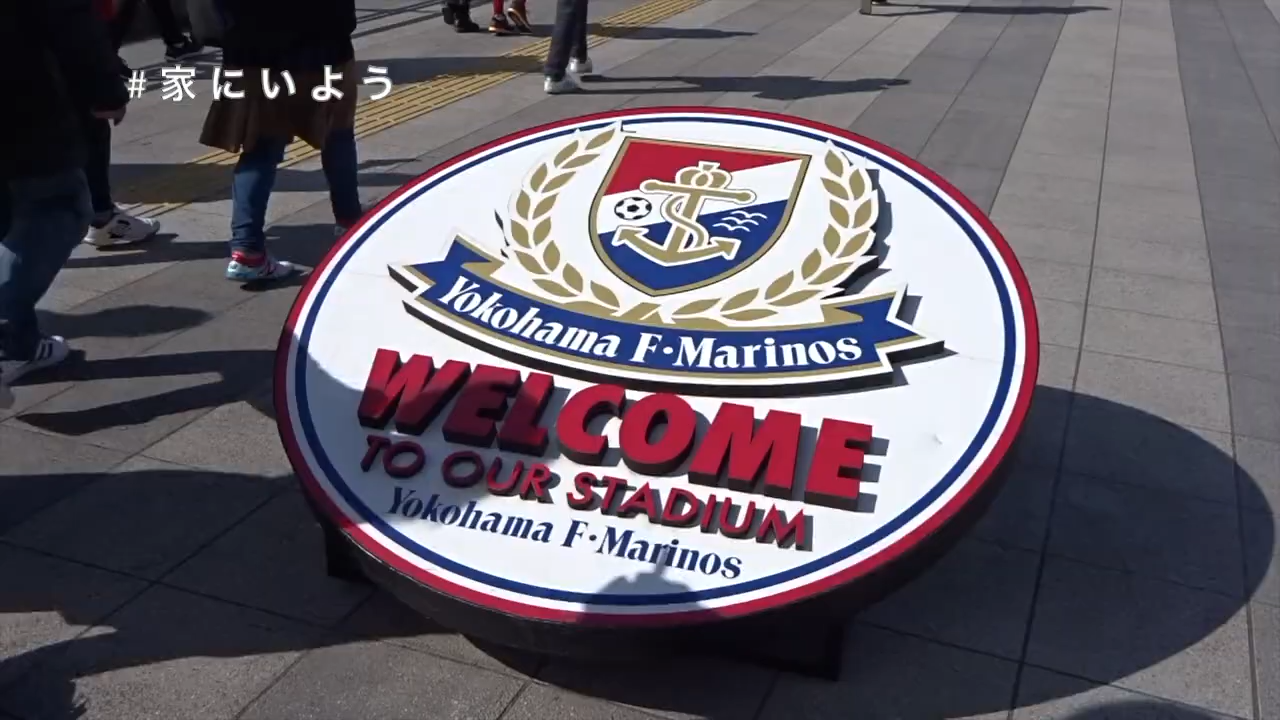 #家にいよう
Yokohama F·Marinos
WELCOME
TO OUR STADIUM
Yokohama F·Marinos